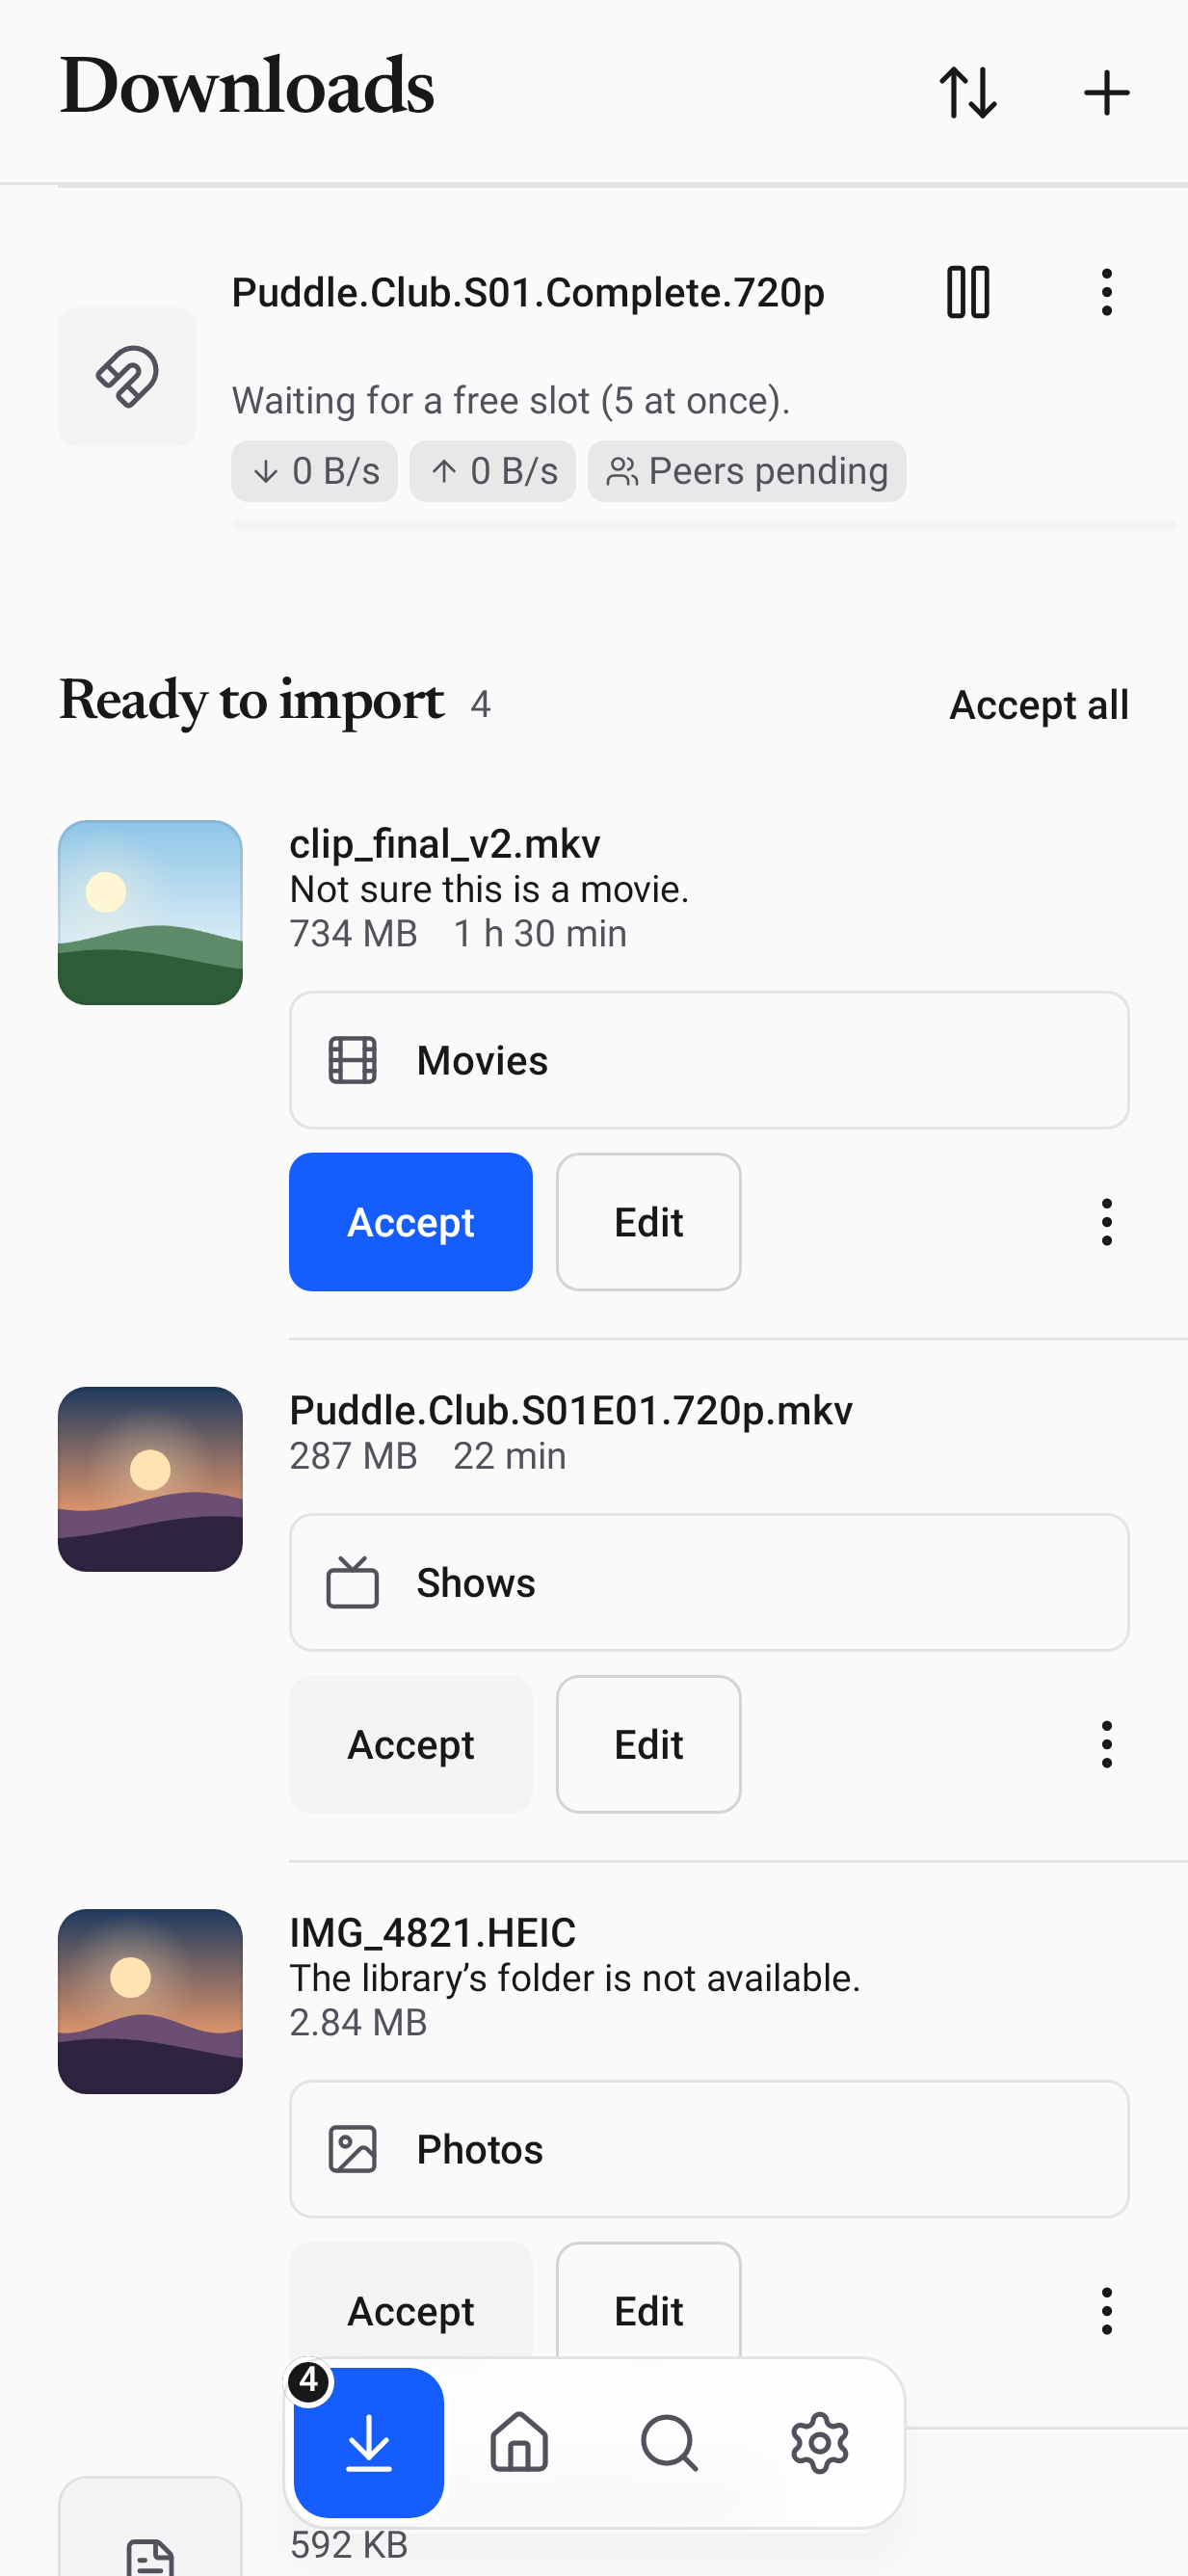 Downloads
Puddle.Club.S01.Complete.720p
Waiting for a free slot (5 at once).
0 B/s 0 B/s Peers pending
Ready to import 4 Accept all
clip_final_v2.mkv
Not sure this is a movie.
734 MB 1 h 30 min
Movies
Accept Edit
Puddle.Club.S01E01.720p.mkv
287 MB 22 min
Shows
Accept Edit
IMG_4821.HEIC
The library’s folder is not available.
2.84 MB
Photos
Accept Edit
4
592 KB